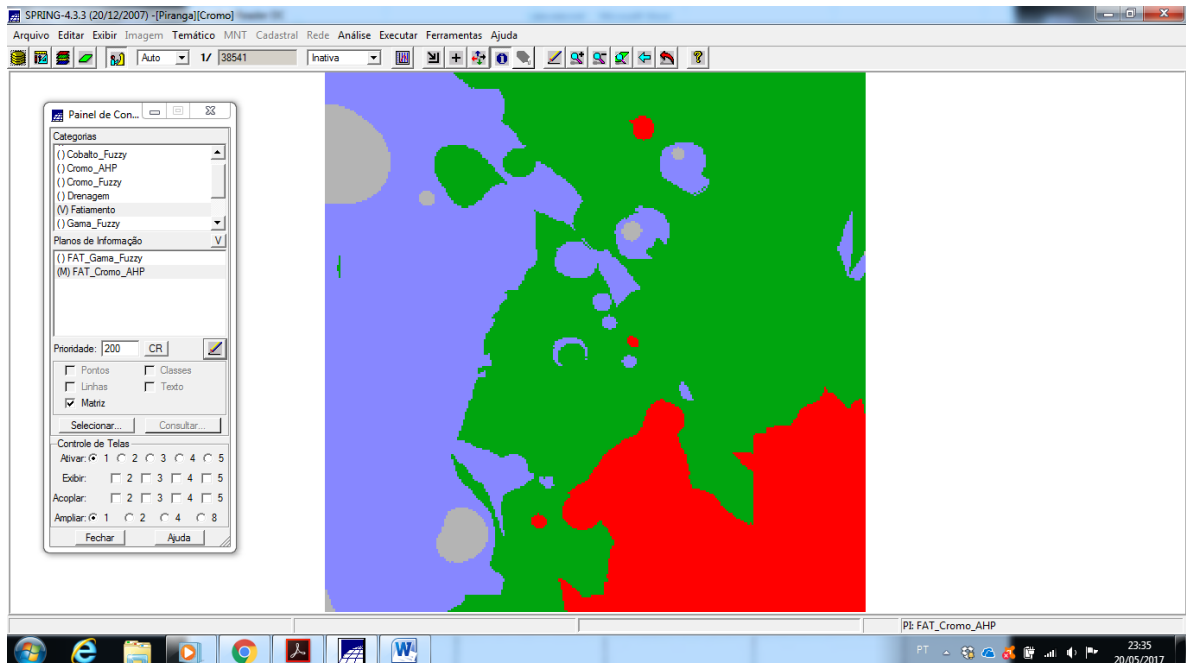 SPRING-4.3.3 (20/12/2007) -[Piranga][Cromo]
Arquivo Editar Exibir Imagem Temático MNT Cadastral Rede Análise Executar Ferramentas Ajuda
Auto 1/ 38541 Inativa
Painel de Con...
Categorias
() Cobalto_Fuzzy
() Cromo_AHP
() Cromo_Fuzzy
() Drenagem
(V) Fatiamento
() Gama_Fuzzy
Planos de Informação V
() FAT_Gama_Fuzzy
(M) FAT_Cromo_AHP
Prioridade: 200 CR
Pontos Classes
Linhas Texto
Matriz
Selecionar... Consultar...
Controle de Telas
Ativar: 1 2 3 4 5
Exibir: 2 3 4 5
Acoplar: 2 3 4 5
Ampliar: 1 2 4 8
Fechar Ajuda
PI: FAT_Cromo_AHP
PT 23:35
20/05/2017